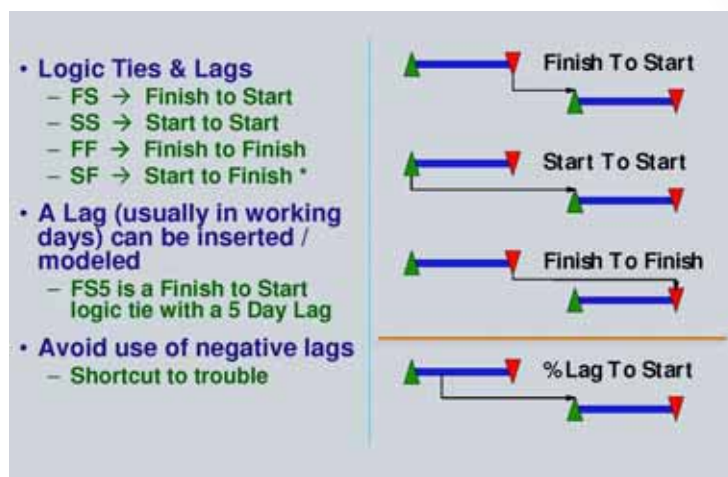 • Logic Ties & Lags
– FS → Finish to Start
– SS → Start to Start
– FF → Finish to Finish
– SF → Start to Finish *
• A Lag (usually in working
days) can be inserted /
modeled
– FS5 is a Finish to Start
logic tie with a 5 Day Lag
• Avoid use of negative lags
– Shortcut to trouble
Finish To Start
Start To Start
Finish To Finish
% Lag To Start